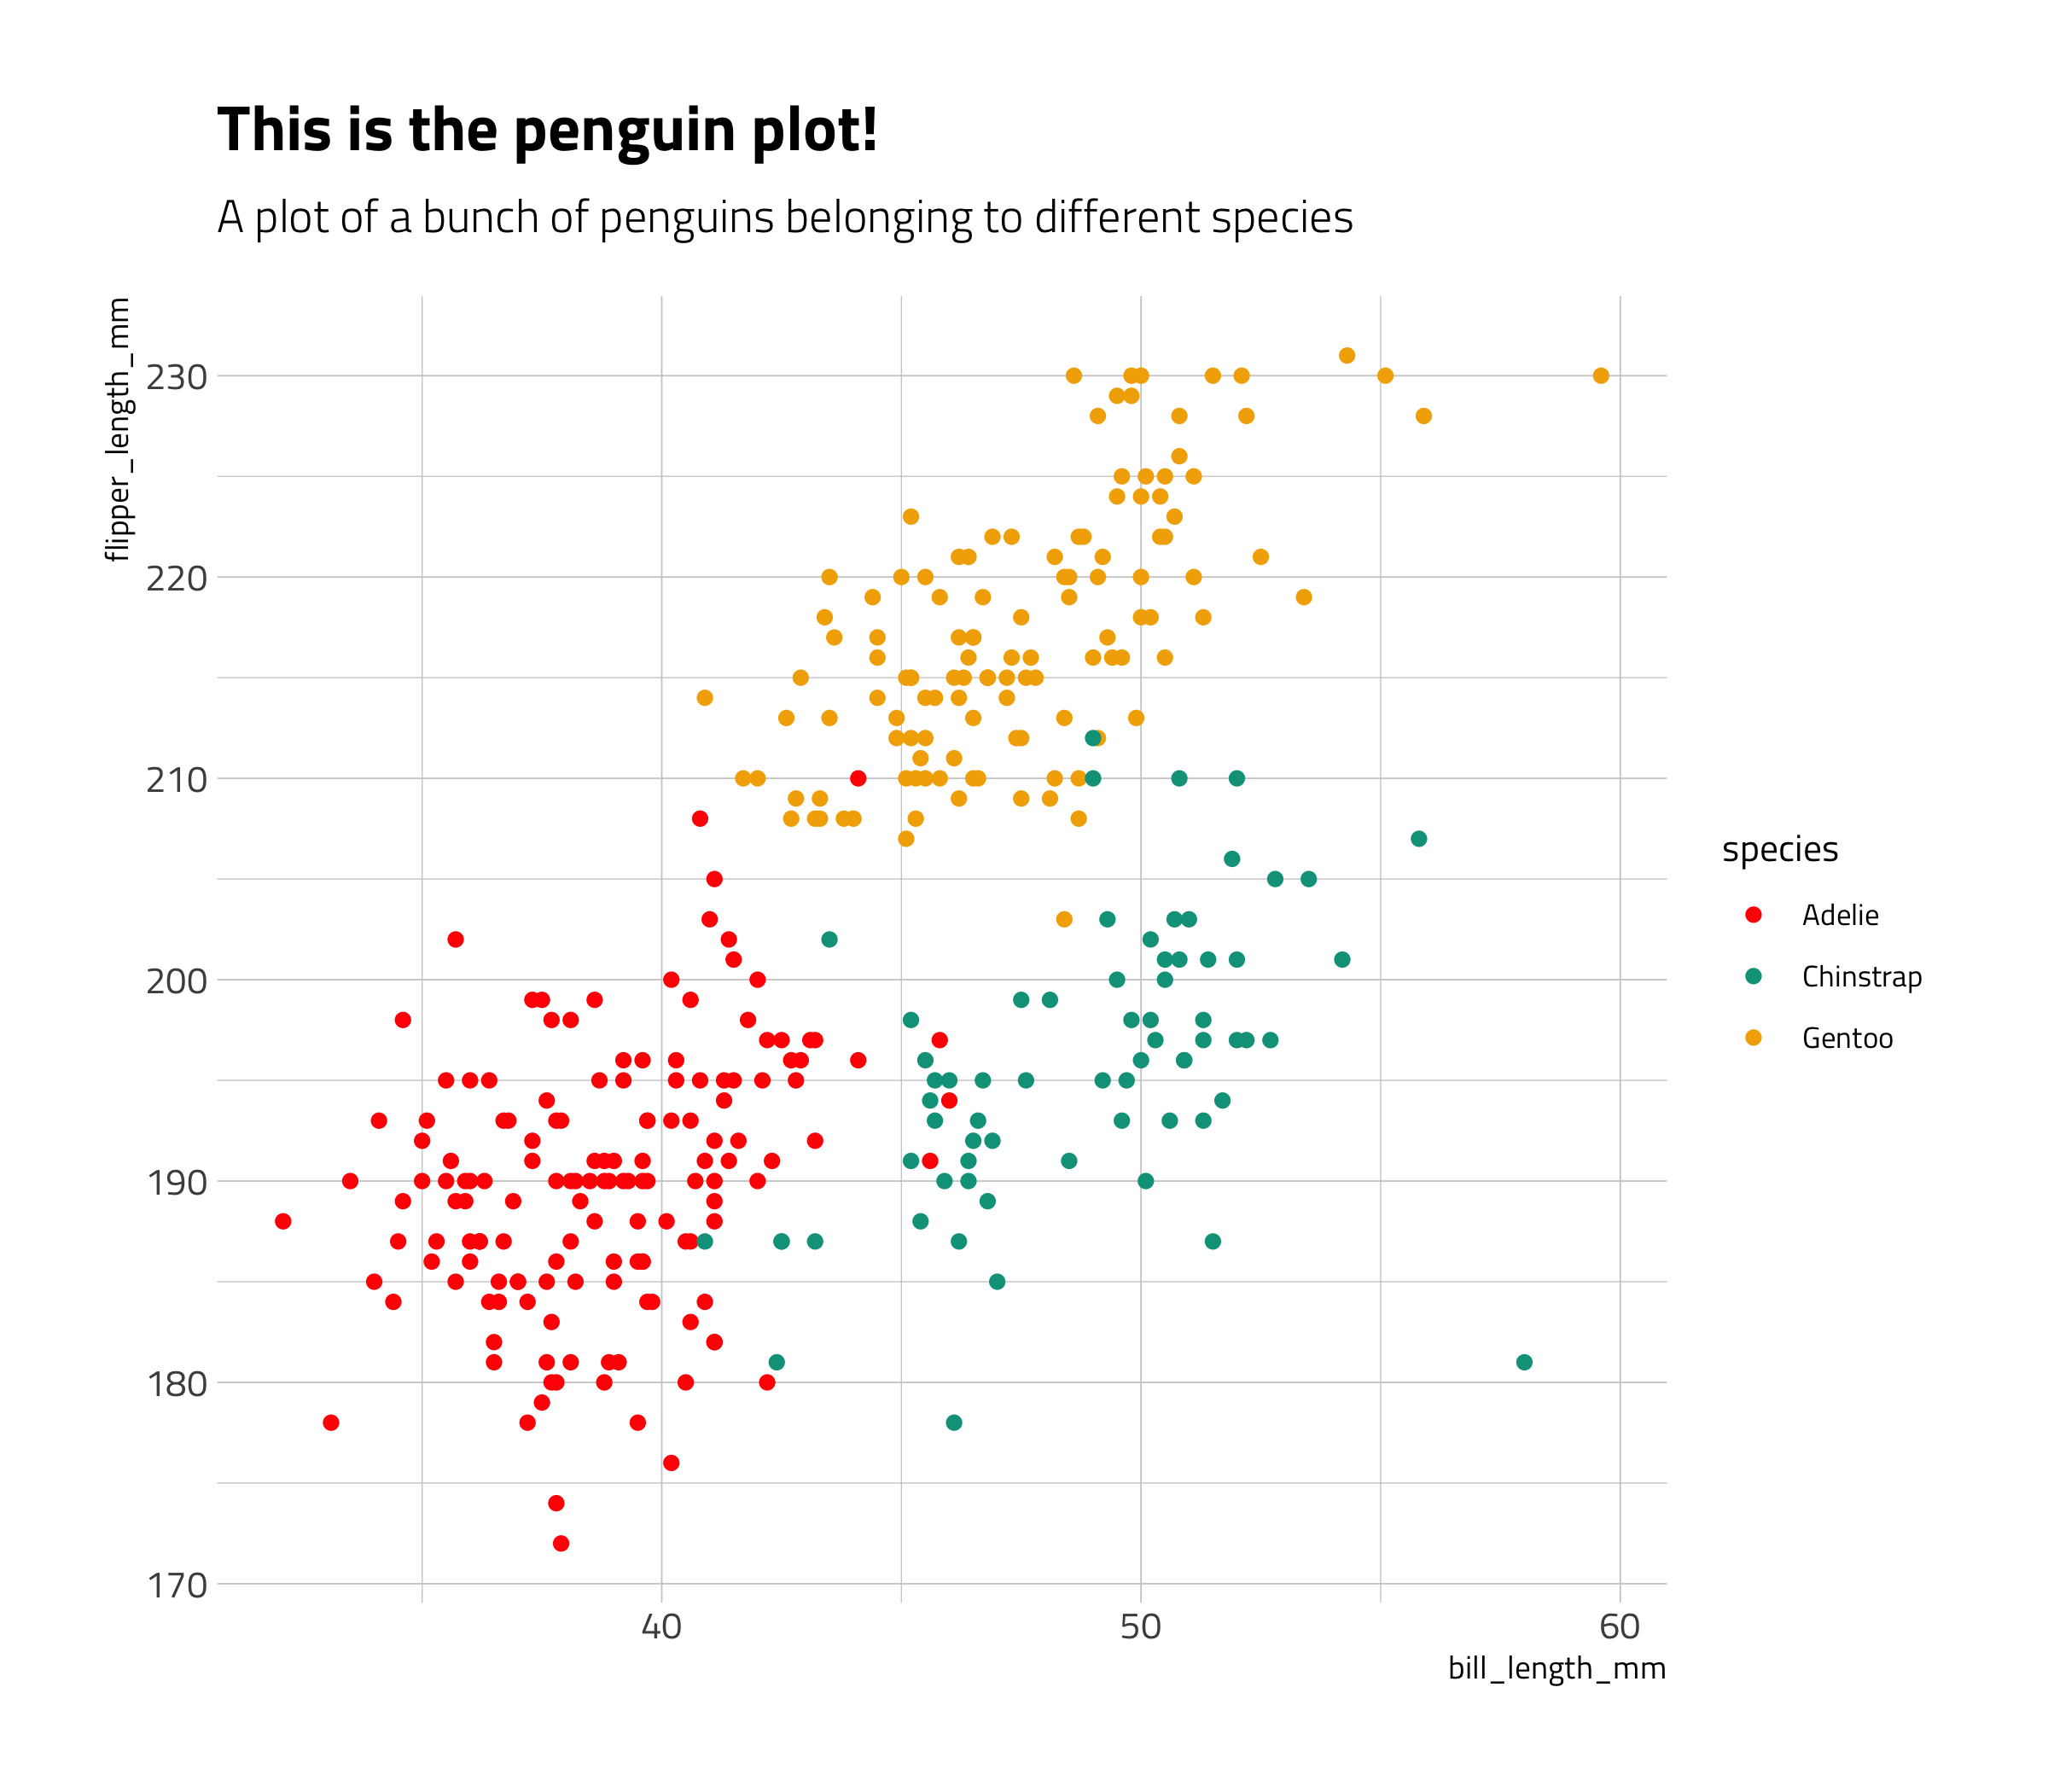 This is the penguin plot!
A plot of a bunch of penguins belonging to different species
flipper_length_mm
230
220
210
200
190
180
170
40 50 60
bill_length_mm
species
Adelie
Chinstrap
Gentoo